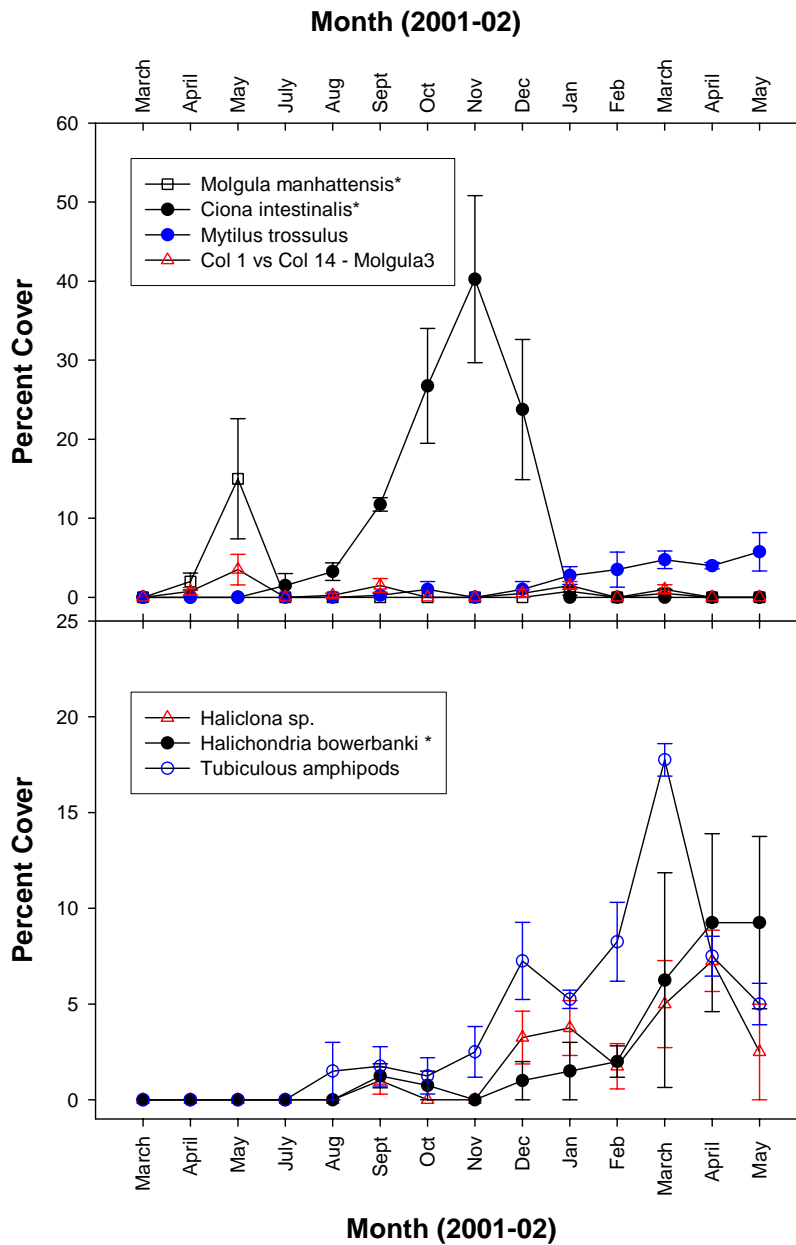 Month (2001-02)
March April May July Aug Sept Oct Nov Dec Jan Feb March April May
60
50
40
30
20
10
0
Percent Cover
Molgula manhattensis*
Ciona intestinalis*
Mytilus trossulus
Col 1 vs Col 14 - Molgula3
25
20
15
10
5
0
Percent Cover
Haliclona sp.
Halichondria bowerbanki *
Tubiculous amphipods
March April May July Aug Sept Oct Nov Dec Jan Feb March April May
Month (2001-02)